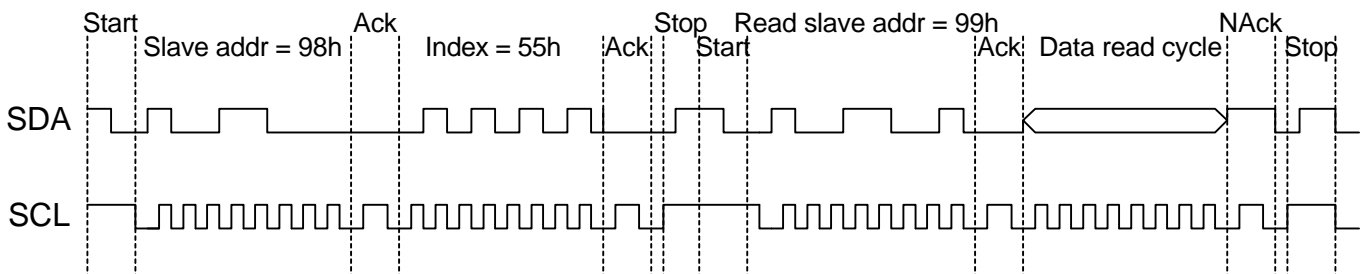 Start
Slave addr = 98h
Ack
Index = 55h
Ack
Stop
Start
Read slave addr = 99h
Ack
Data read cycle
NAck
Stop
SDA
SCL